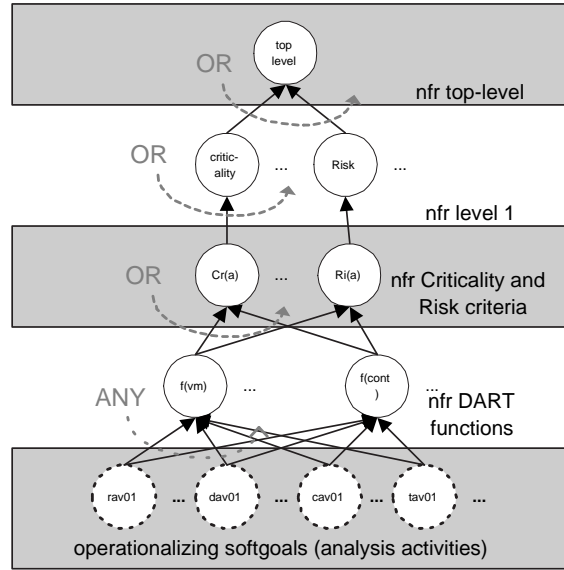 top
level
OR
nfr top-level
OR
critic-
ality
...
Risk
...
nfr level 1
OR
Cr(a)
...
Ri(a)
nfr Criticality and
Risk criteria
ANY
f(vm)
...
f(cont
)
...
nfr DART
functions
rav01
...
dav01
...
cav01
...
tav01
...
operationalizing softgoals (analysis activities)